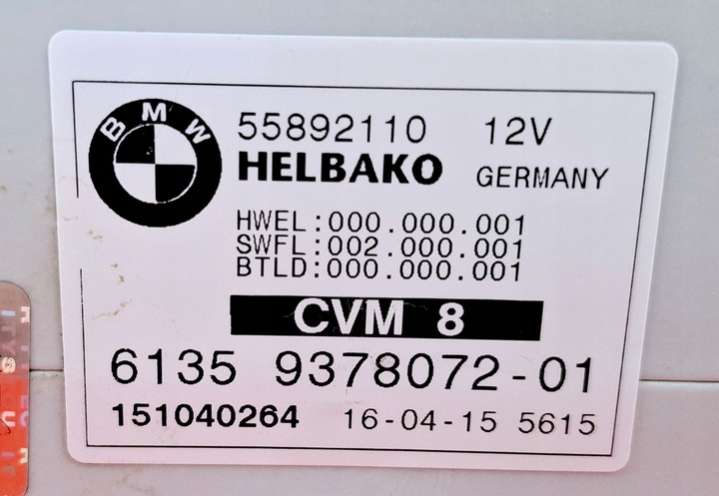 BMW
55892110 12V
HELBAKO GERMANY
HWEL:000.000.001
SWFL:002.000.001
BTLD:000.000.001
CVM 8
6135 9378072-01
151040264 16-04-15 5615